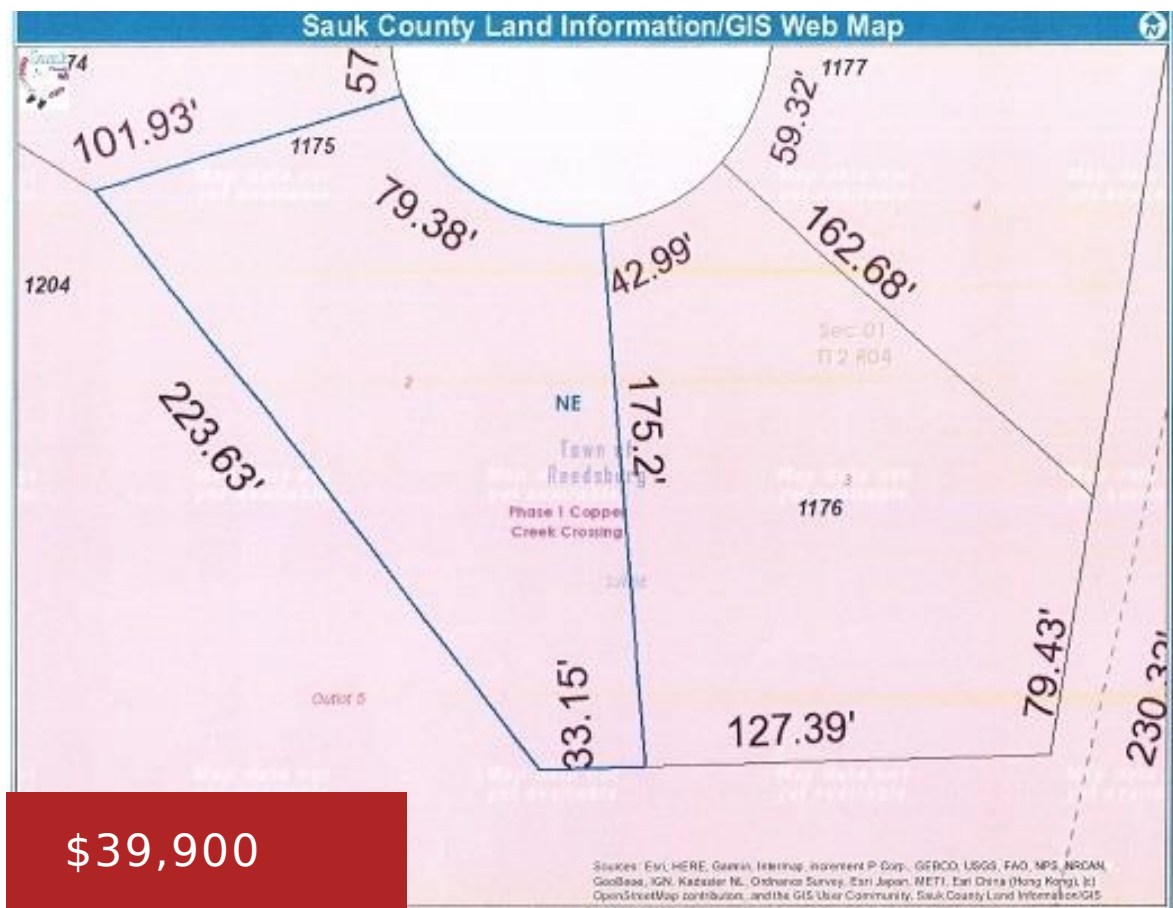 Sauk County Land Information/GIS Web Map
N
74
57
1177
101.93'
1175
59.32'
79.38'
162.68'
4
42.99'
1204
Sec 01
2
NE
223.63'
175.2'
Town of
Reedsburg
3
1176
Phase 1 Copper
Creek Crossing
Outlot 5
33.15'
127.39'
79.43'
230.32'
$39,900
Sources: Esri, HERE, Garmin, Intermap, increment P Corp., GEBCO, USGS, FAO, NPS, NRCAN,
GeoBase, IGN, Kadaster NL, Ordnance Survey, Esri Japan, METI, Esri China (Hong Kong), (c)
OpenStreetMap contributors, and the GIS User Community, Sauk County Land Information/GIS